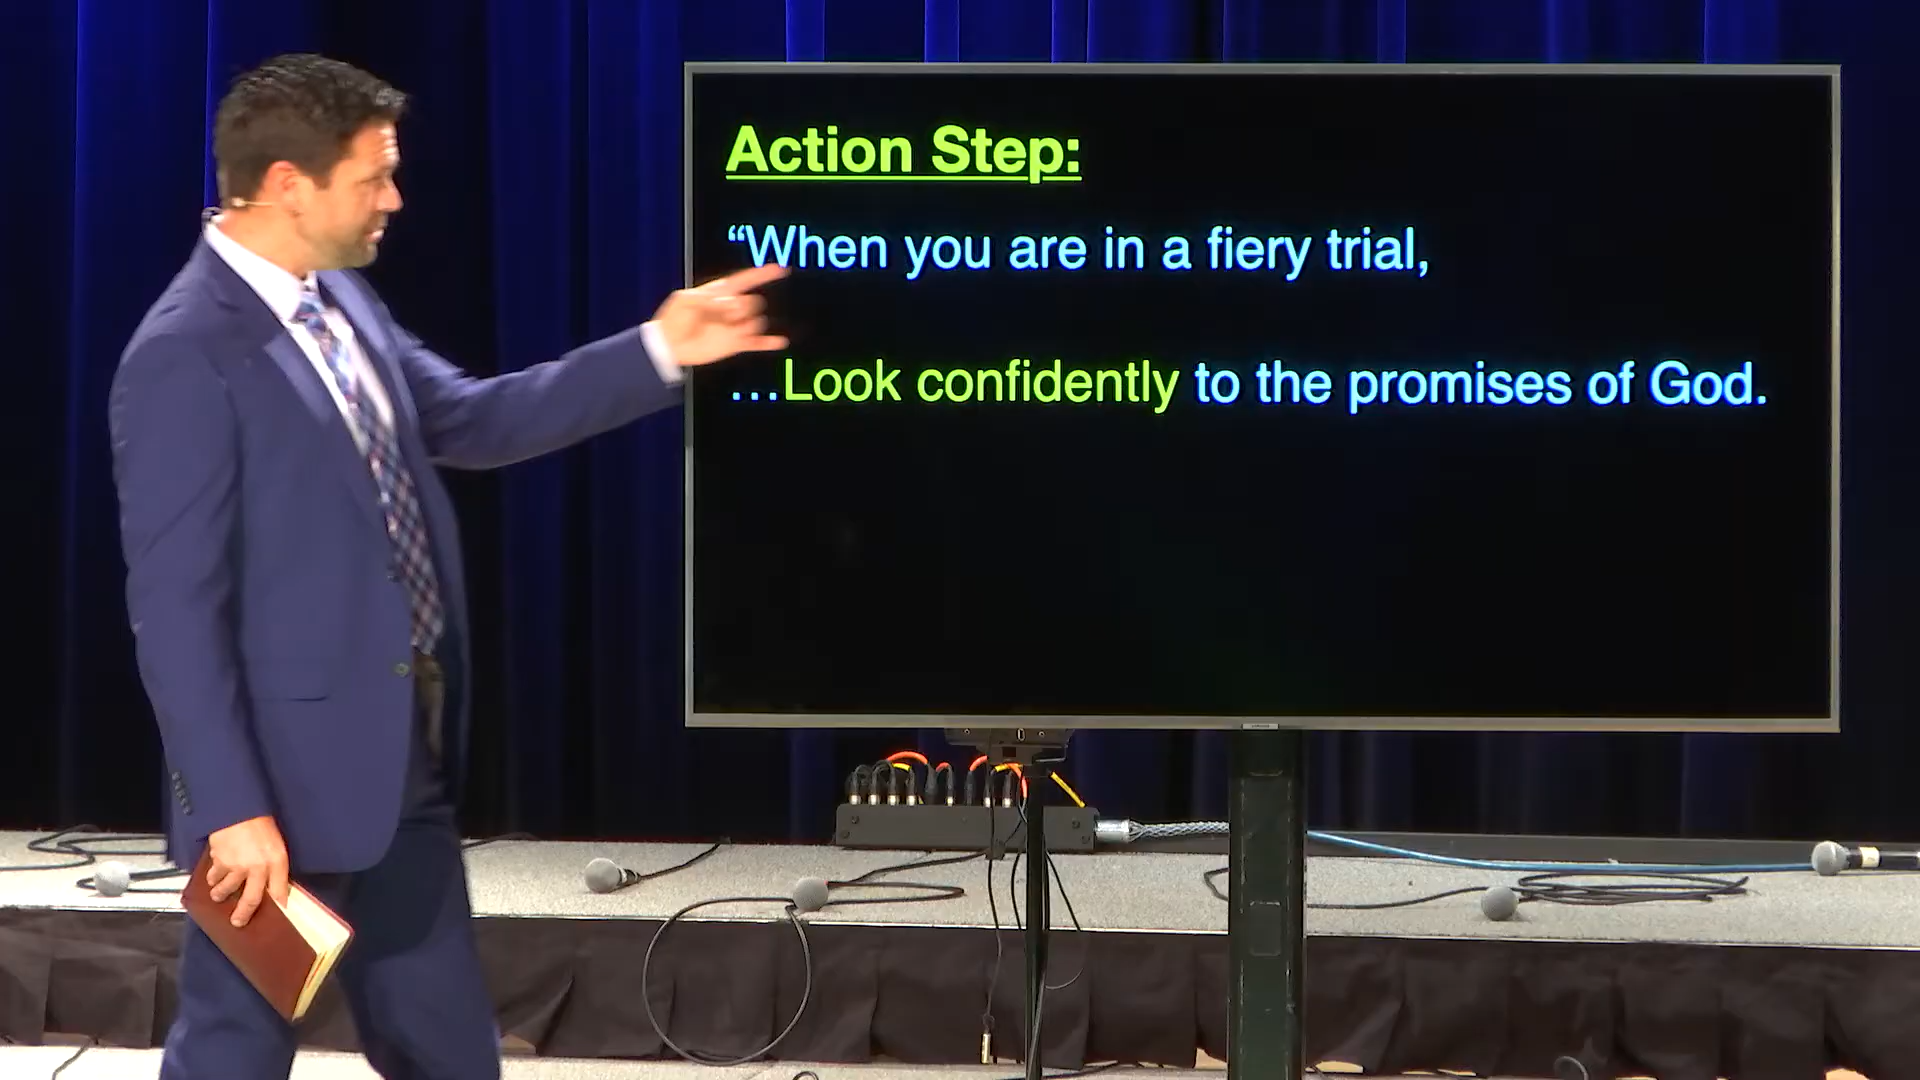 Action Step:
“When you are in a fiery trial,
…Look confidently to the promises of God.